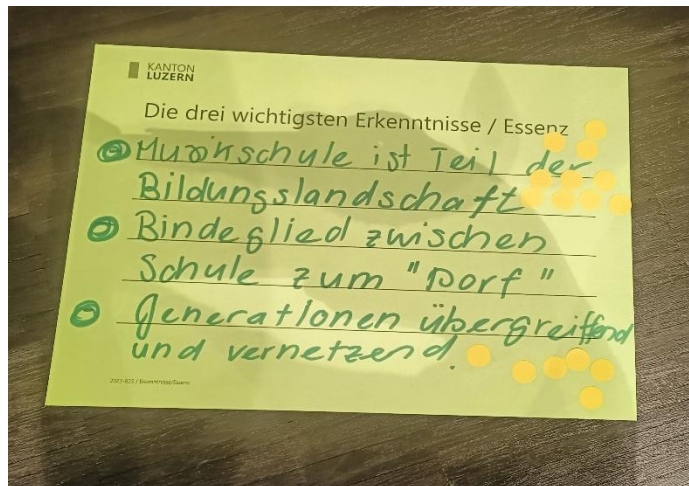 KANTON
LUZERN
Die drei wichtigsten Erkenntnisse / Essenz
Musikschule ist Teil der
Bildungslandschaft
Bindeglied zwischen
Schule zum "Dorf"
Generationen übergreiffend
und vernetzend.